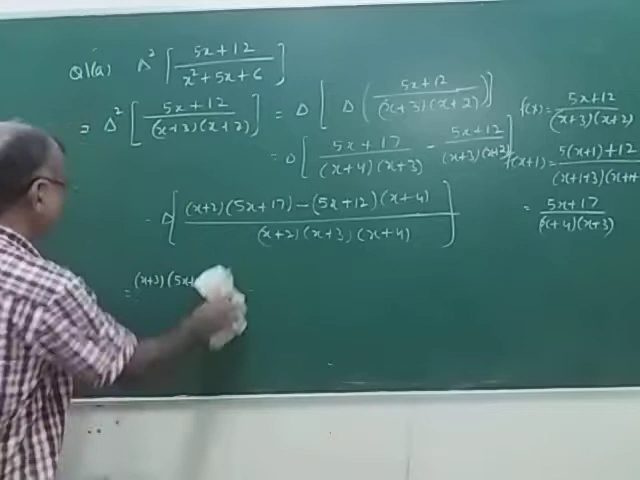 Q1(a) Δ² [ (5x+12)/(x²+5x+6) ]
= Δ² [ (5x+12)/((x+3)(x+2)) ] = Δ [ Δ ( (5x+12)/((x+3)(x+2)) ) ]
= Δ [ (5x+17)/((x+4)(x+3)) - (5x+12)/((x+3)(x+2)) ]
- Δ [ ((x+2)(5x+17)-(5x+12)(x+4))/((x+2)(x+3)(x+4)) ]
= (x+3)(5x+
f(x)= (5x+12)/((x+3)(x+2))
f(x+1)= (5(x+1)+12)/((x+1+3)(x+1+
= (5x+17)/((x+4)(x+3))